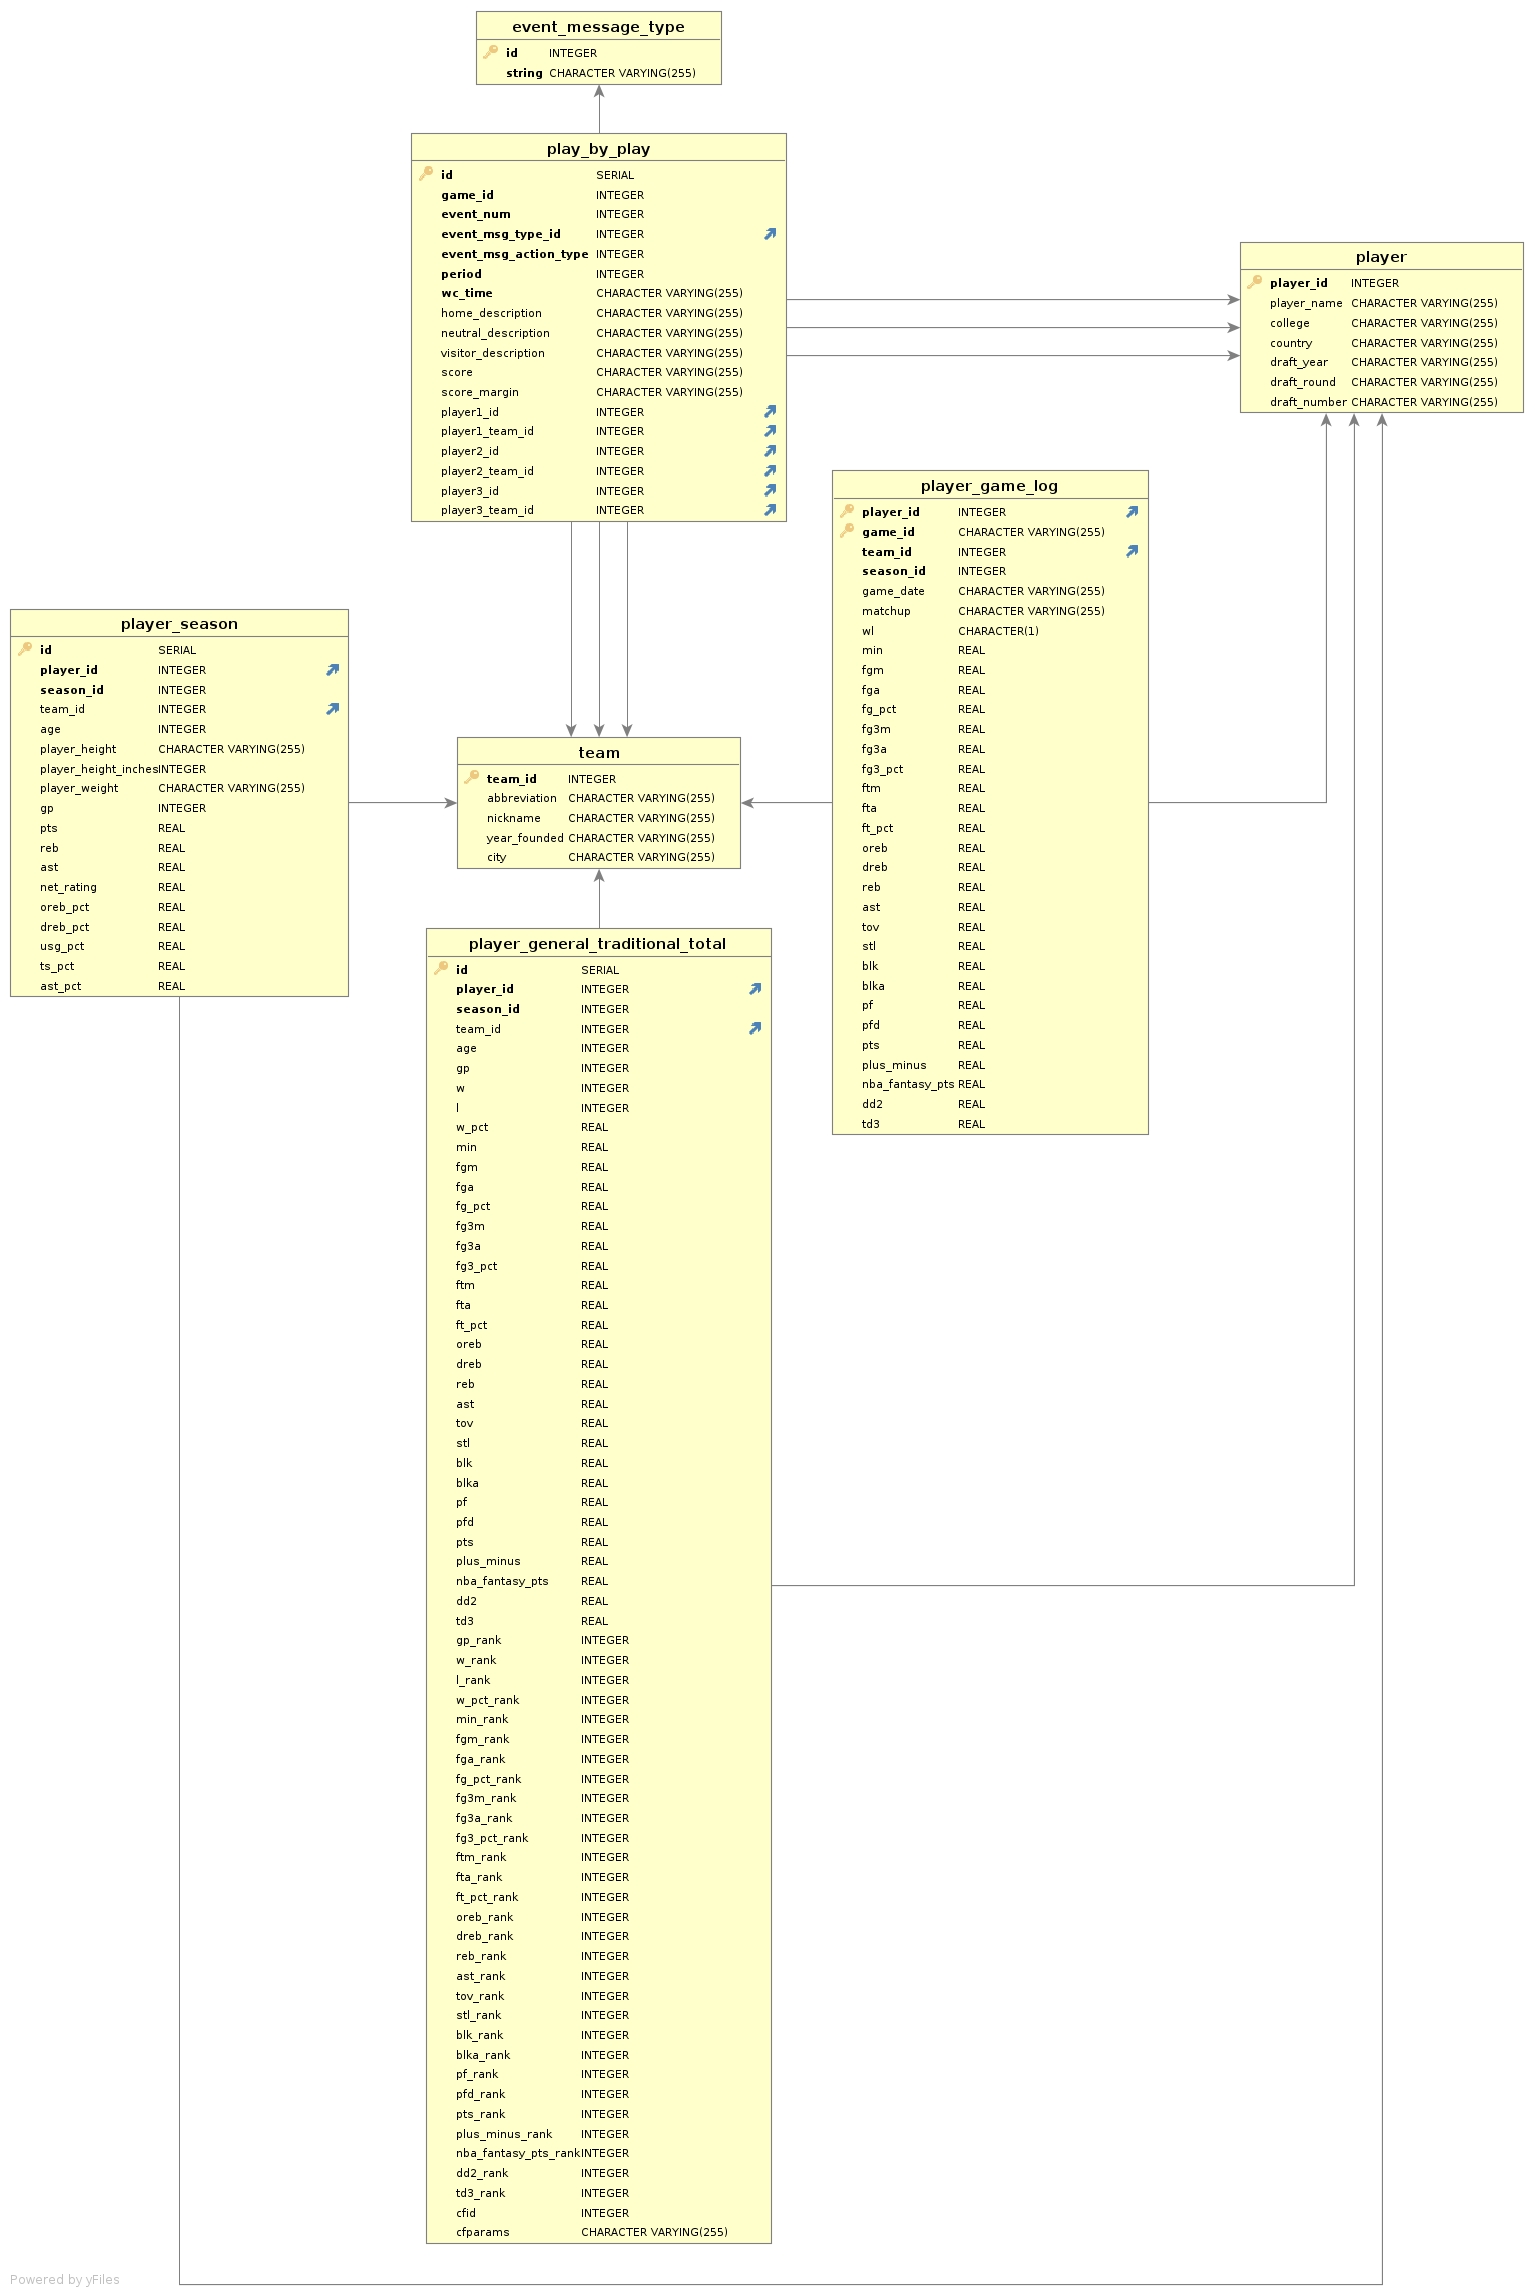 event_message_type
id INTEGER
string CHARACTER VARYING(255)
play_by_play
id SERIAL
game_id INTEGER
event_num INTEGER
event_msg_type_id INTEGER
event_msg_action_type INTEGER
period INTEGER
wc_time CHARACTER VARYING(255)
home_description CHARACTER VARYING(255)
neutral_description CHARACTER VARYING(255)
visitor_description CHARACTER VARYING(255)
score CHARACTER VARYING(255)
score_margin CHARACTER VARYING(255)
player1_id INTEGER
player1_team_id INTEGER
player2_id INTEGER
player2_team_id INTEGER
player3_id INTEGER
player3_team_id INTEGER
player
player_id INTEGER
player_name CHARACTER VARYING(255)
college CHARACTER VARYING(255)
country CHARACTER VARYING(255)
draft_year CHARACTER VARYING(255)
draft_round CHARACTER VARYING(255)
draft_number CHARACTER VARYING(255)
player_game_log
player_id INTEGER
game_id CHARACTER VARYING(255)
team_id INTEGER
season_id INTEGER
game_date CHARACTER VARYING(255)
matchup CHARACTER VARYING(255)
wl CHARACTER(1)
min REAL
fgm REAL
fga REAL
fg_pct REAL
fg3m REAL
fg3a REAL
fg3_pct REAL
ftm REAL
fta REAL
ft_pct REAL
oreb REAL
dreb REAL
reb REAL
ast REAL
tov REAL
stl REAL
blk REAL
blka REAL
pf REAL
pfd REAL
pts REAL
plus_minus REAL
nba_fantasy_pts REAL
dd2 REAL
td3 REAL
player_season
id SERIAL
player_id INTEGER
season_id INTEGER
team_id INTEGER
age INTEGER
player_height CHARACTER VARYING(255)
player_height_inches INTEGER
player_weight CHARACTER VARYING(255)
gp INTEGER
pts REAL
reb REAL
ast REAL
net_rating REAL
oreb_pct REAL
dreb_pct REAL
usg_pct REAL
ts_pct REAL
ast_pct REAL
team
team_id INTEGER
abbreviation CHARACTER VARYING(255)
nickname CHARACTER VARYING(255)
year_founded CHARACTER VARYING(255)
city CHARACTER VARYING(255)
player_general_traditional_total
id SERIAL
player_id INTEGER
season_id INTEGER
team_id INTEGER
age INTEGER
gp INTEGER
w INTEGER
l INTEGER
w_pct REAL
min REAL
fgm REAL
fga REAL
fg_pct REAL
fg3m REAL
fg3a REAL
fg3_pct REAL
ftm REAL
fta REAL
ft_pct REAL
oreb REAL
dreb REAL
reb REAL
ast REAL
tov REAL
stl REAL
blk REAL
blka REAL
pf REAL
pfd REAL
pts REAL
plus_minus REAL
nba_fantasy_pts REAL
dd2 REAL
td3 REAL
gp_rank INTEGER
w_rank INTEGER
l_rank INTEGER
w_pct_rank INTEGER
min_rank INTEGER
fgm_rank INTEGER
fga_rank INTEGER
fg_pct_rank INTEGER
fg3m_rank INTEGER
fg3a_rank INTEGER
fg3_pct_rank INTEGER
ftm_rank INTEGER
fta_rank INTEGER
ft_pct_rank INTEGER
oreb_rank INTEGER
dreb_rank INTEGER
reb_rank INTEGER
ast_rank INTEGER
tov_rank INTEGER
stl_rank INTEGER
blk_rank INTEGER
blka_rank INTEGER
pf_rank INTEGER
pfd_rank INTEGER
pts_rank INTEGER
plus_minus_rank INTEGER
nba_fantasy_pts_rank INTEGER
dd2_rank INTEGER
td3_rank INTEGER
cfid INTEGER
cfparams CHARACTER VARYING(255)
Powered by yFiles